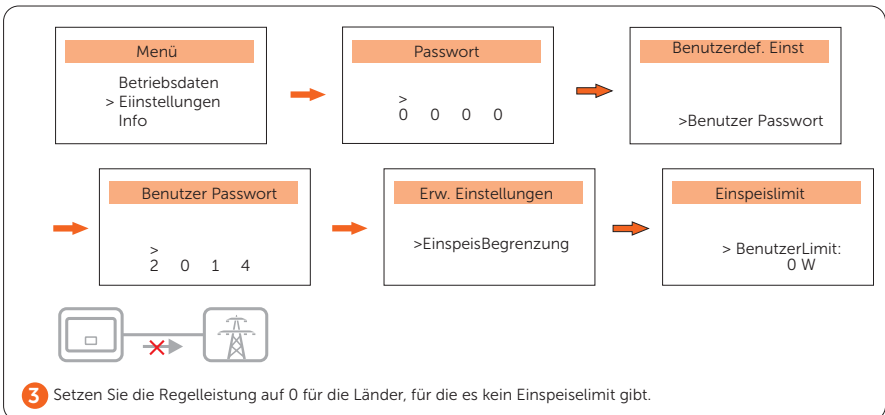 Menü
Betriebsdaten
> Eiinstellungen
Info
Passwort
>
0 0 0 0
Benutzerdef. Einst
>Benutzer Passwort
Benutzer Passwort
>
2 0 1 4
Erw. Einstellungen
>EinspeisBegrenzung
Einspeislimit
> BenutzerLimit:
0 W
3 Setzen Sie die Regelleistung auf 0 für die Länder, für die es kein Einspeiselimit gibt.